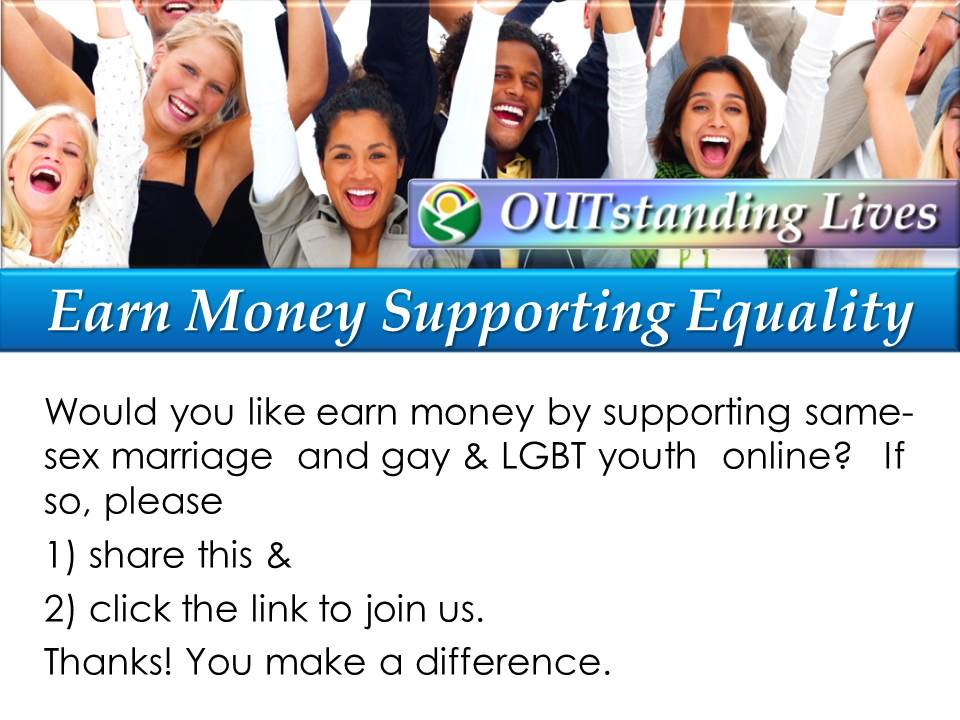 OUTstanding Lives
Earn Money Supporting Equality
Would you like earn money by supporting same-
sex marriage  and gay & LGBT youth  online?   If
so, please
1) share this &
2) click the link to join us.
Thanks! You make a difference.